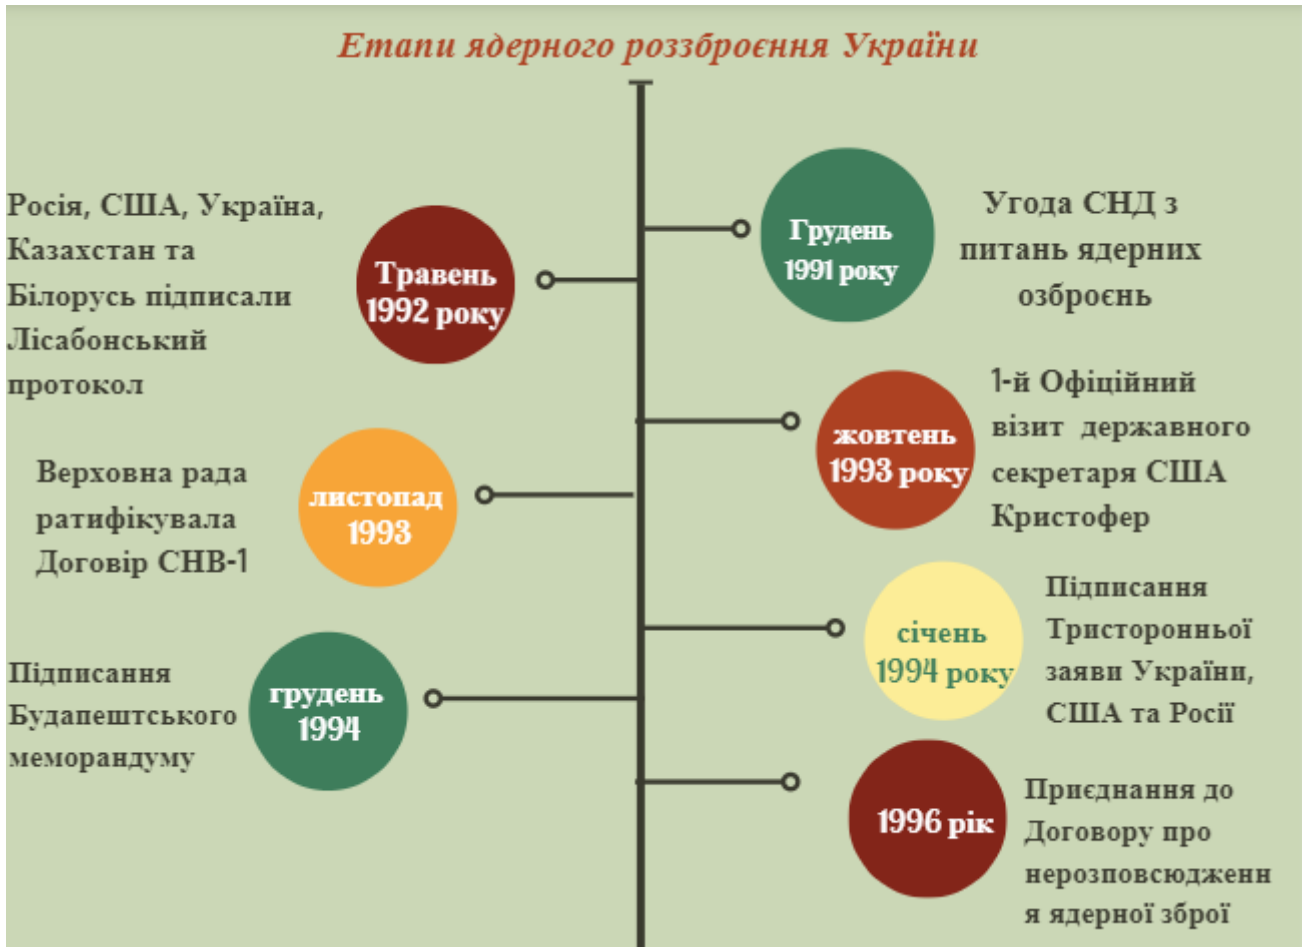 Етапи ядерного роззброєння України
Грудень
1991 року
Угода СНД з
питань ядерних
озброєнь
Росія, США, Україна,
Казахстан та
Білорусь підписали
Лісабонський
протокол
Травень
1992 року
жовтень
1993 року
1-й Офіційний
візит державного
секретаря США
Кристофер
Верховна рада
ратифікувала
Договір СНВ-1
листопад
1993
січень
1994 року
Підписання
Тристоронньої
заяви України,
США та Росії
Підписання
Будапештського
меморандуму
грудень
1994
1996 рік
Приєднання до
Договору про
нерозповсюдженн
я ядерної зброї